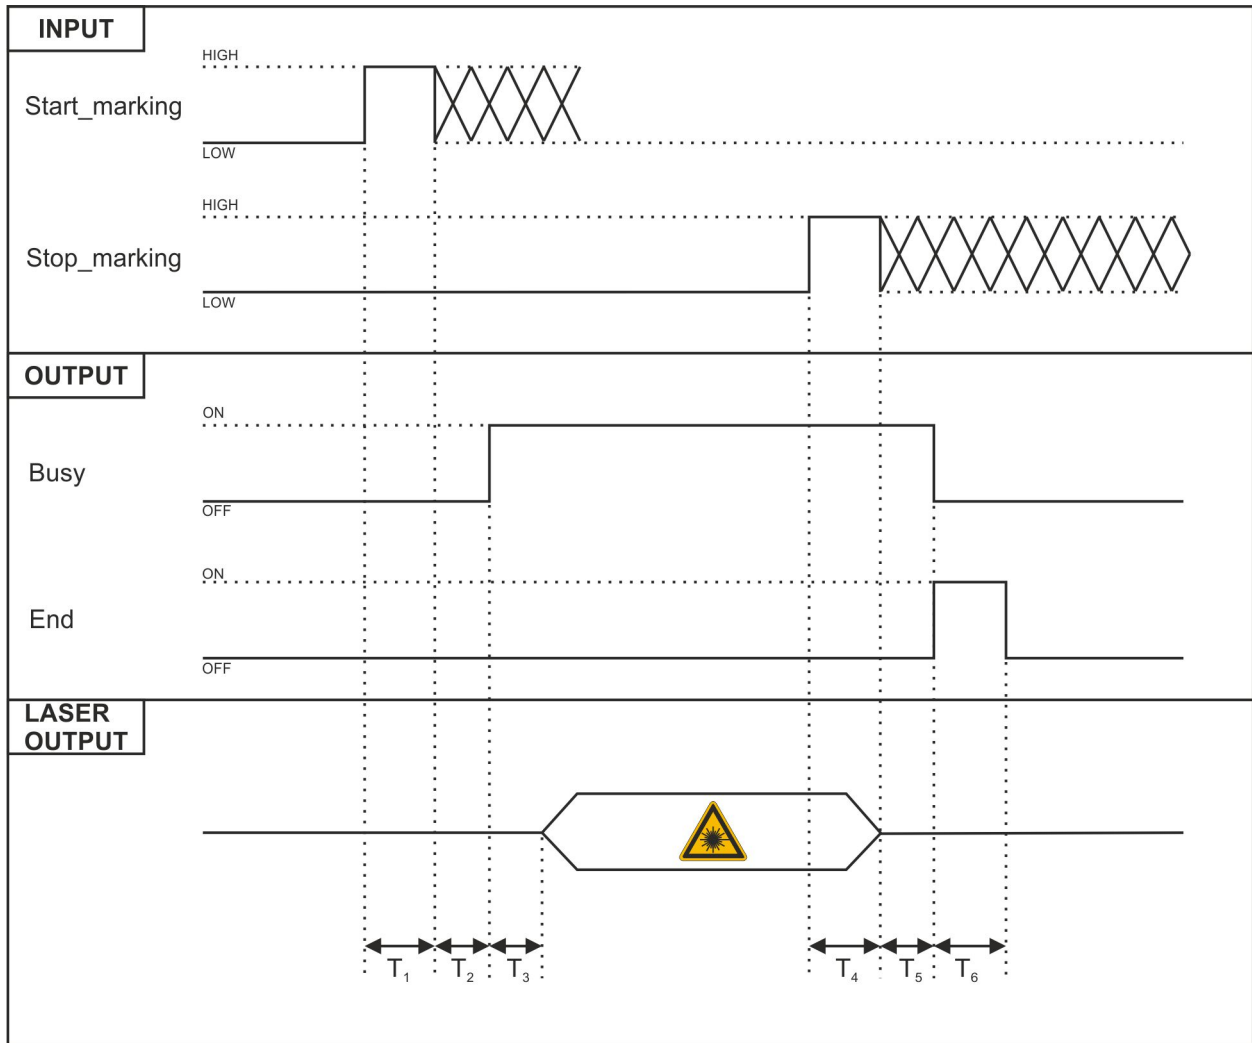 INPUT
HIGH
Start_marking
LOW
HIGH
Stop_marking
LOW
OUTPUT
ON
Busy
OFF
ON
End
OFF
LASER
OUTPUT
T1 T2 T3 T4 T5 T6